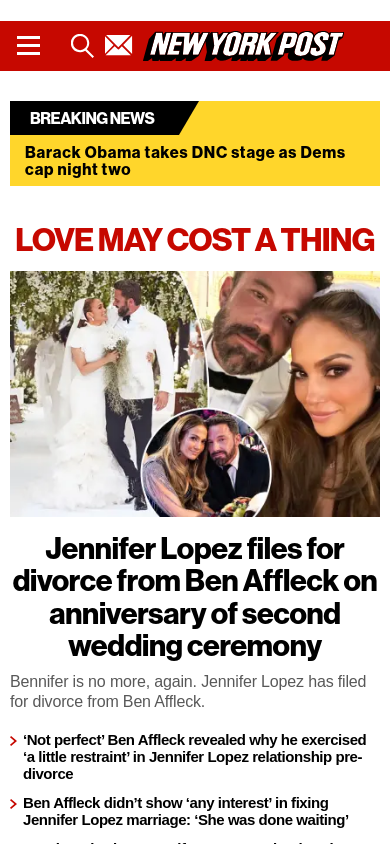 NEW YORK POST
BREAKING NEWS
Barack Obama takes DNC stage as Dems
cap night two
LOVE MAY COST A THING
Jennifer Lopez files for
divorce from Ben Affleck on
anniversary of second
wedding ceremony
Bennifer is no more, again. Jennifer Lopez has filed
for divorce from Ben Affleck.
‘Not perfect’ Ben Affleck revealed why he exercised
‘a little restraint’ in Jennifer Lopez relationship pre-
divorce
Ben Affleck didn’t show ‘any interest’ in fixing
Jennifer Lopez marriage: ‘She was done waiting’